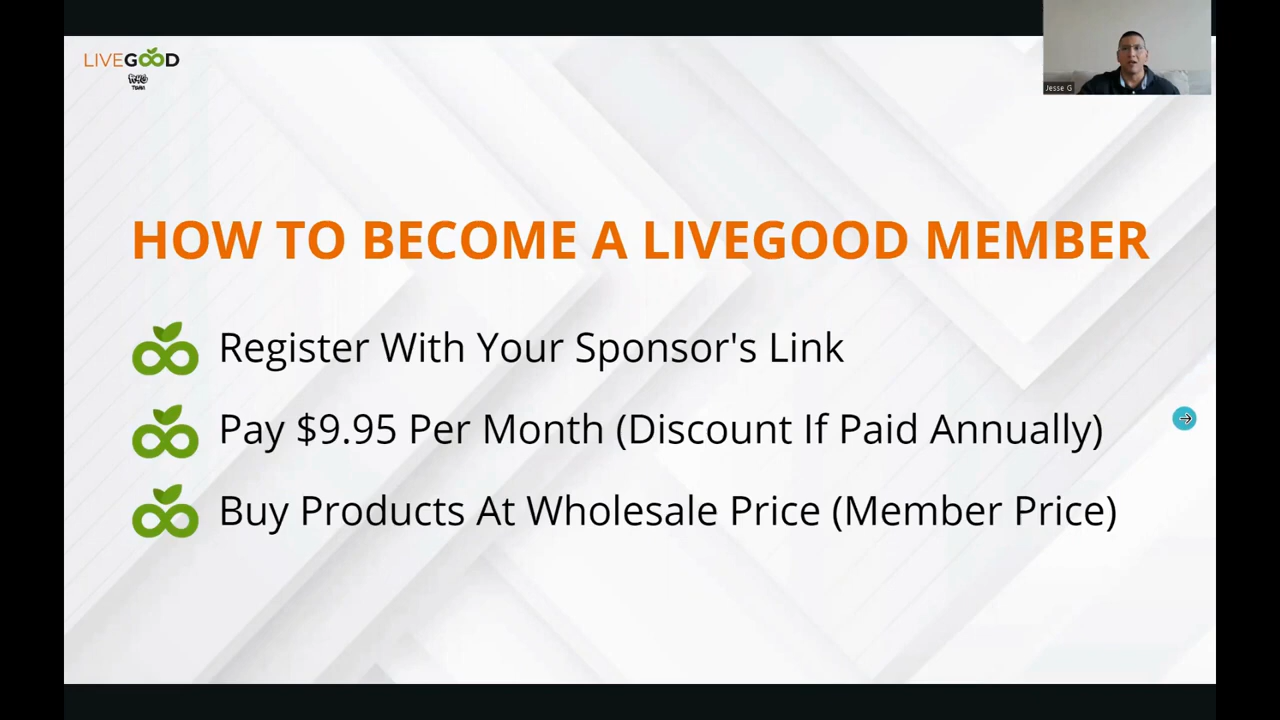 LIVEGOOD
TEAM
Jesse G
HOW TO BECOME A LIVEGOOD MEMBER
Register With Your Sponsor's Link
Pay $9.95 Per Month (Discount If Paid Annually)
Buy Products At Wholesale Price (Member Price)